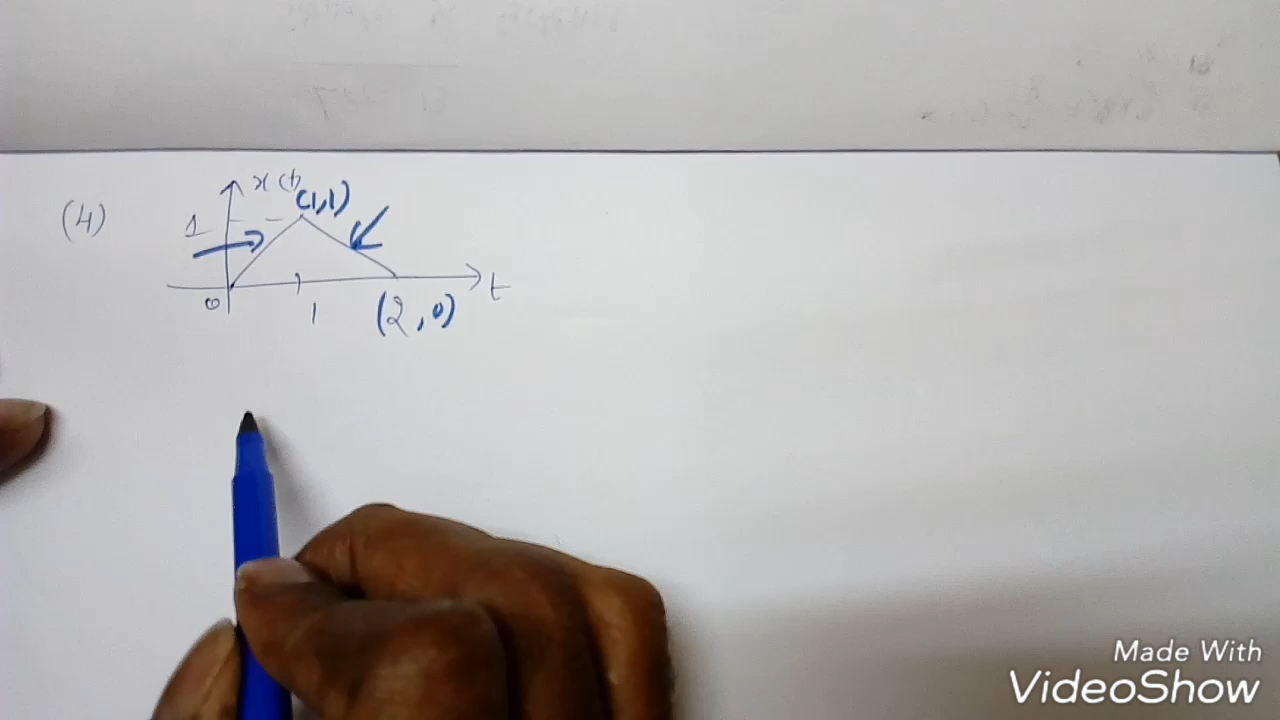 x(t)
(1,1)
(4)
1
0
1
(2,0)
t
Made With
VideoShow